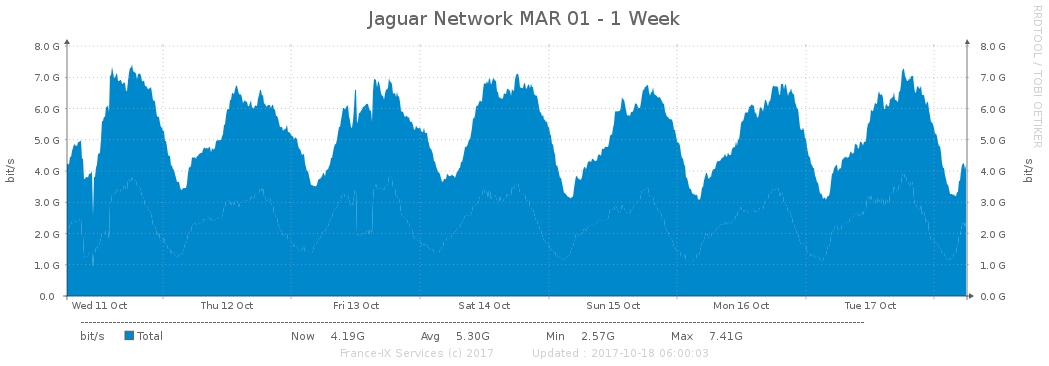 Jaguar Network MAR 01 - 1 Week
RRDTOOL / TOBI OETIKER
8.0 G 8.0 G
7.0 G 7.0 G
6.0 G 6.0 G
5.0 G 5.0 G
4.0 G 4.0 G
3.0 G 3.0 G
2.0 G 2.0 G
1.0 G 1.0 G
0.0 0.0 G
bit/s
bit/s
Wed 11 Oct Thu 12 Oct Fri 13 Oct Sat 14 Oct Sun 15 Oct Mon 16 Oct Tue 17 Oct
bit/s Total Now 4.19G Avg 5.30G Min 2.57G Max 7.41G
France-IX Services (c) 2017 Updated : 2017-10-18 06:00:03